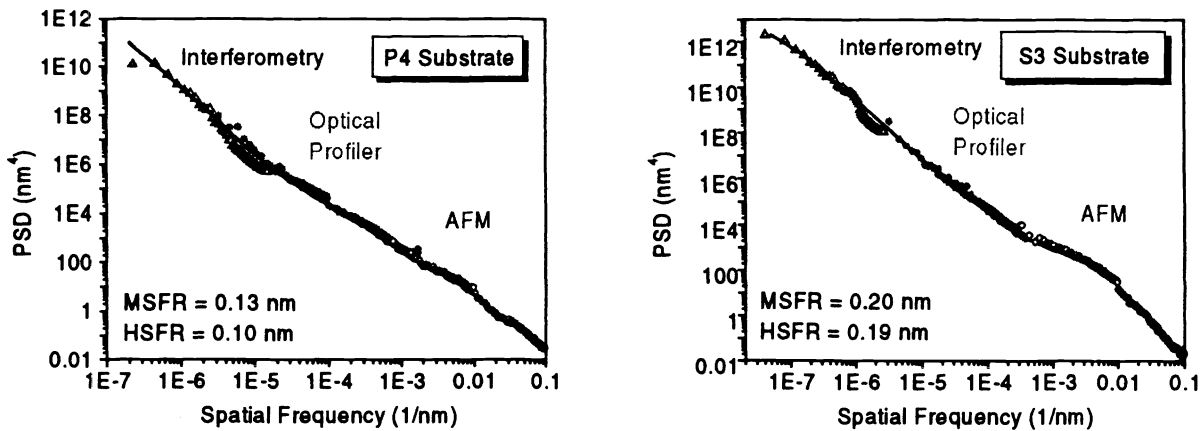 1E12
1E10
1E8
1E6
1E4
100
1
0.01
PSD (nm⁴)
Interferometry
P4 Substrate
Optical
Profiler
AFM
MSFR = 0.13 nm
HSFR = 0.10 nm
1E-7 1E-6 1E-5 1E-4 1E-3 0.01 0.1
Spatial Frequency (1/nm)
1E12
1E10
1E8
1E6
1E4
100
1
0.01
PSD (nm⁴)
Interferometry
S3 Substrate
Optical
Profiler
AFM
MSFR = 0.20 nm
HSFR = 0.19 nm
1E-7 1E-6 1E-5 1E-4 1E-3 0.01 0.1
Spatial Frequency (1/nm)